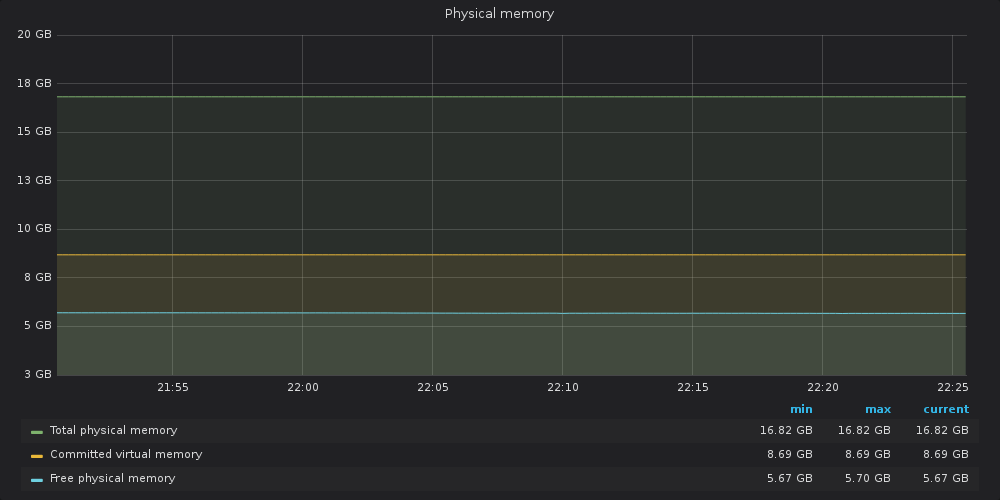 Physical memory
20 GB
18 GB
15 GB
13 GB
10 GB
8 GB
5 GB
3 GB
21:55 22:00 22:05 22:10 22:15 22:20 22:25
min max current
Total physical memory 16.82 GB 16.82 GB 16.82 GB
Committed virtual memory 8.69 GB 8.69 GB 8.69 GB
Free physical memory 5.67 GB 5.70 GB 5.67 GB